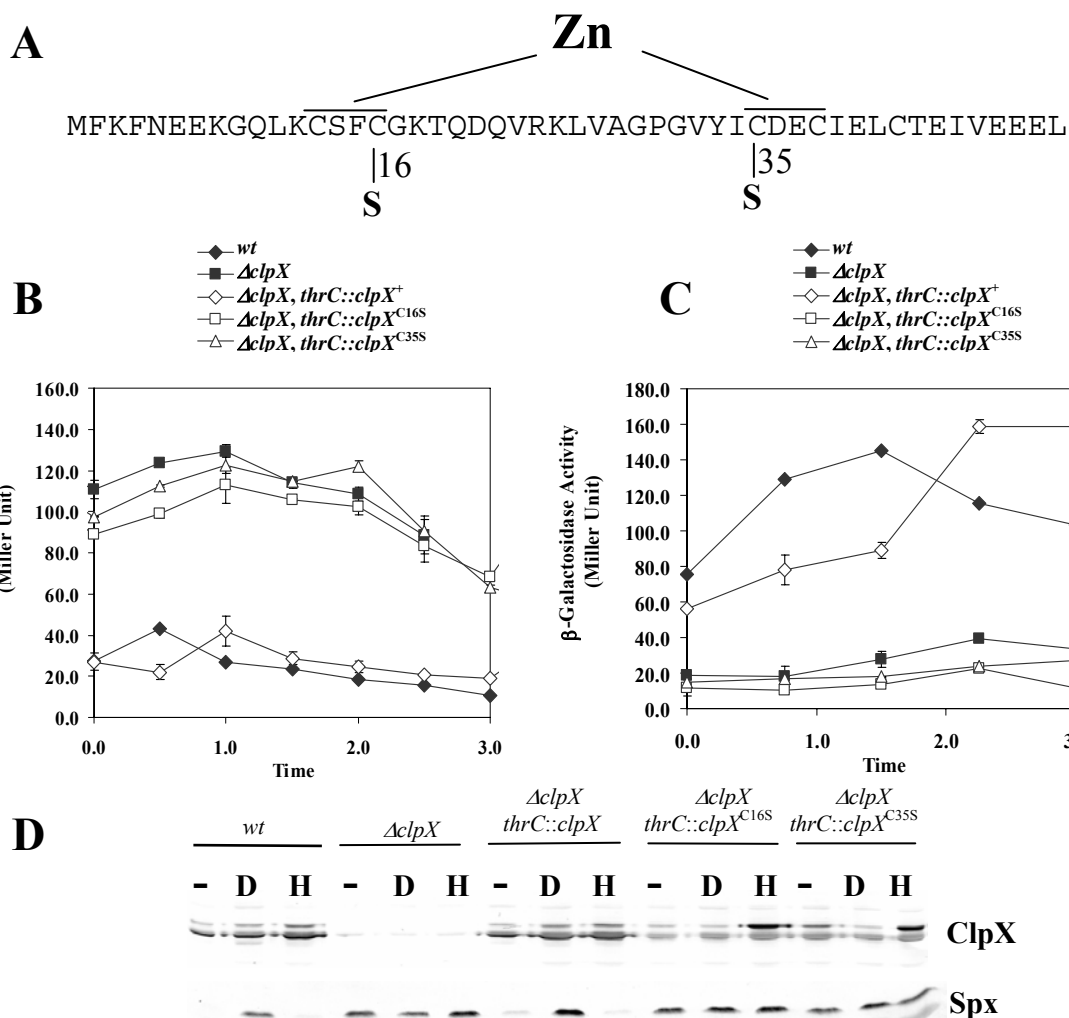 A
Zn
MFKFNEEKGQLKCSFCGKTQDQVRKLVAGPGVYICDECIELCTEIVEEEL
|16 |35
S S
B
wt
ΔclpX
ΔclpX, thrC::clpX+
ΔclpX, thrC::clpXC16S
ΔclpX, thrC::clpXC35S
(Miller Unit)
160.0
140.0
120.0
100.0
80.0
60.0
40.0
20.0
0.0
0.0 1.0 2.0 3.0
Time
C
wt
ΔclpX
ΔclpX, thrC::clpX+
ΔclpX, thrC::clpXC16S
ΔclpX, thrC::clpXC35S
β-Galactosidase Activity
(Miller Unit)
180.0
160.0
140.0
120.0
100.0
80.0
60.0
40.0
20.0
0.0
0.0 1.0 2.0 3.
Time
D
wt
ΔclpX
ΔclpX
thrC::clpX
ΔclpX
thrC::clpXC16S
ΔclpX
thrC::clpXC35S
- D H - D H - D H - D H - D H
ClpX
Spx